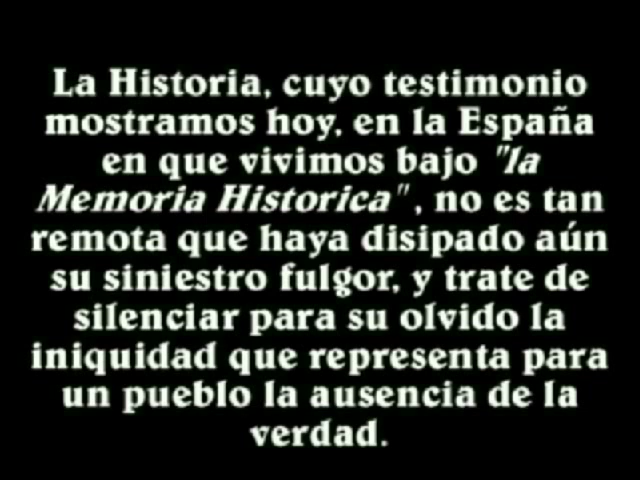 La Historia, cuyo testimonio
mostramos hoy, en la España
en que vivimos bajo "la
Memoria Historica", no es tan
remota que haya disipado aún
su siniestro fulgor, y trate de
silenciar para su olvido la
iniquidad que representa para
un pueblo la ausencia de la
verdad.